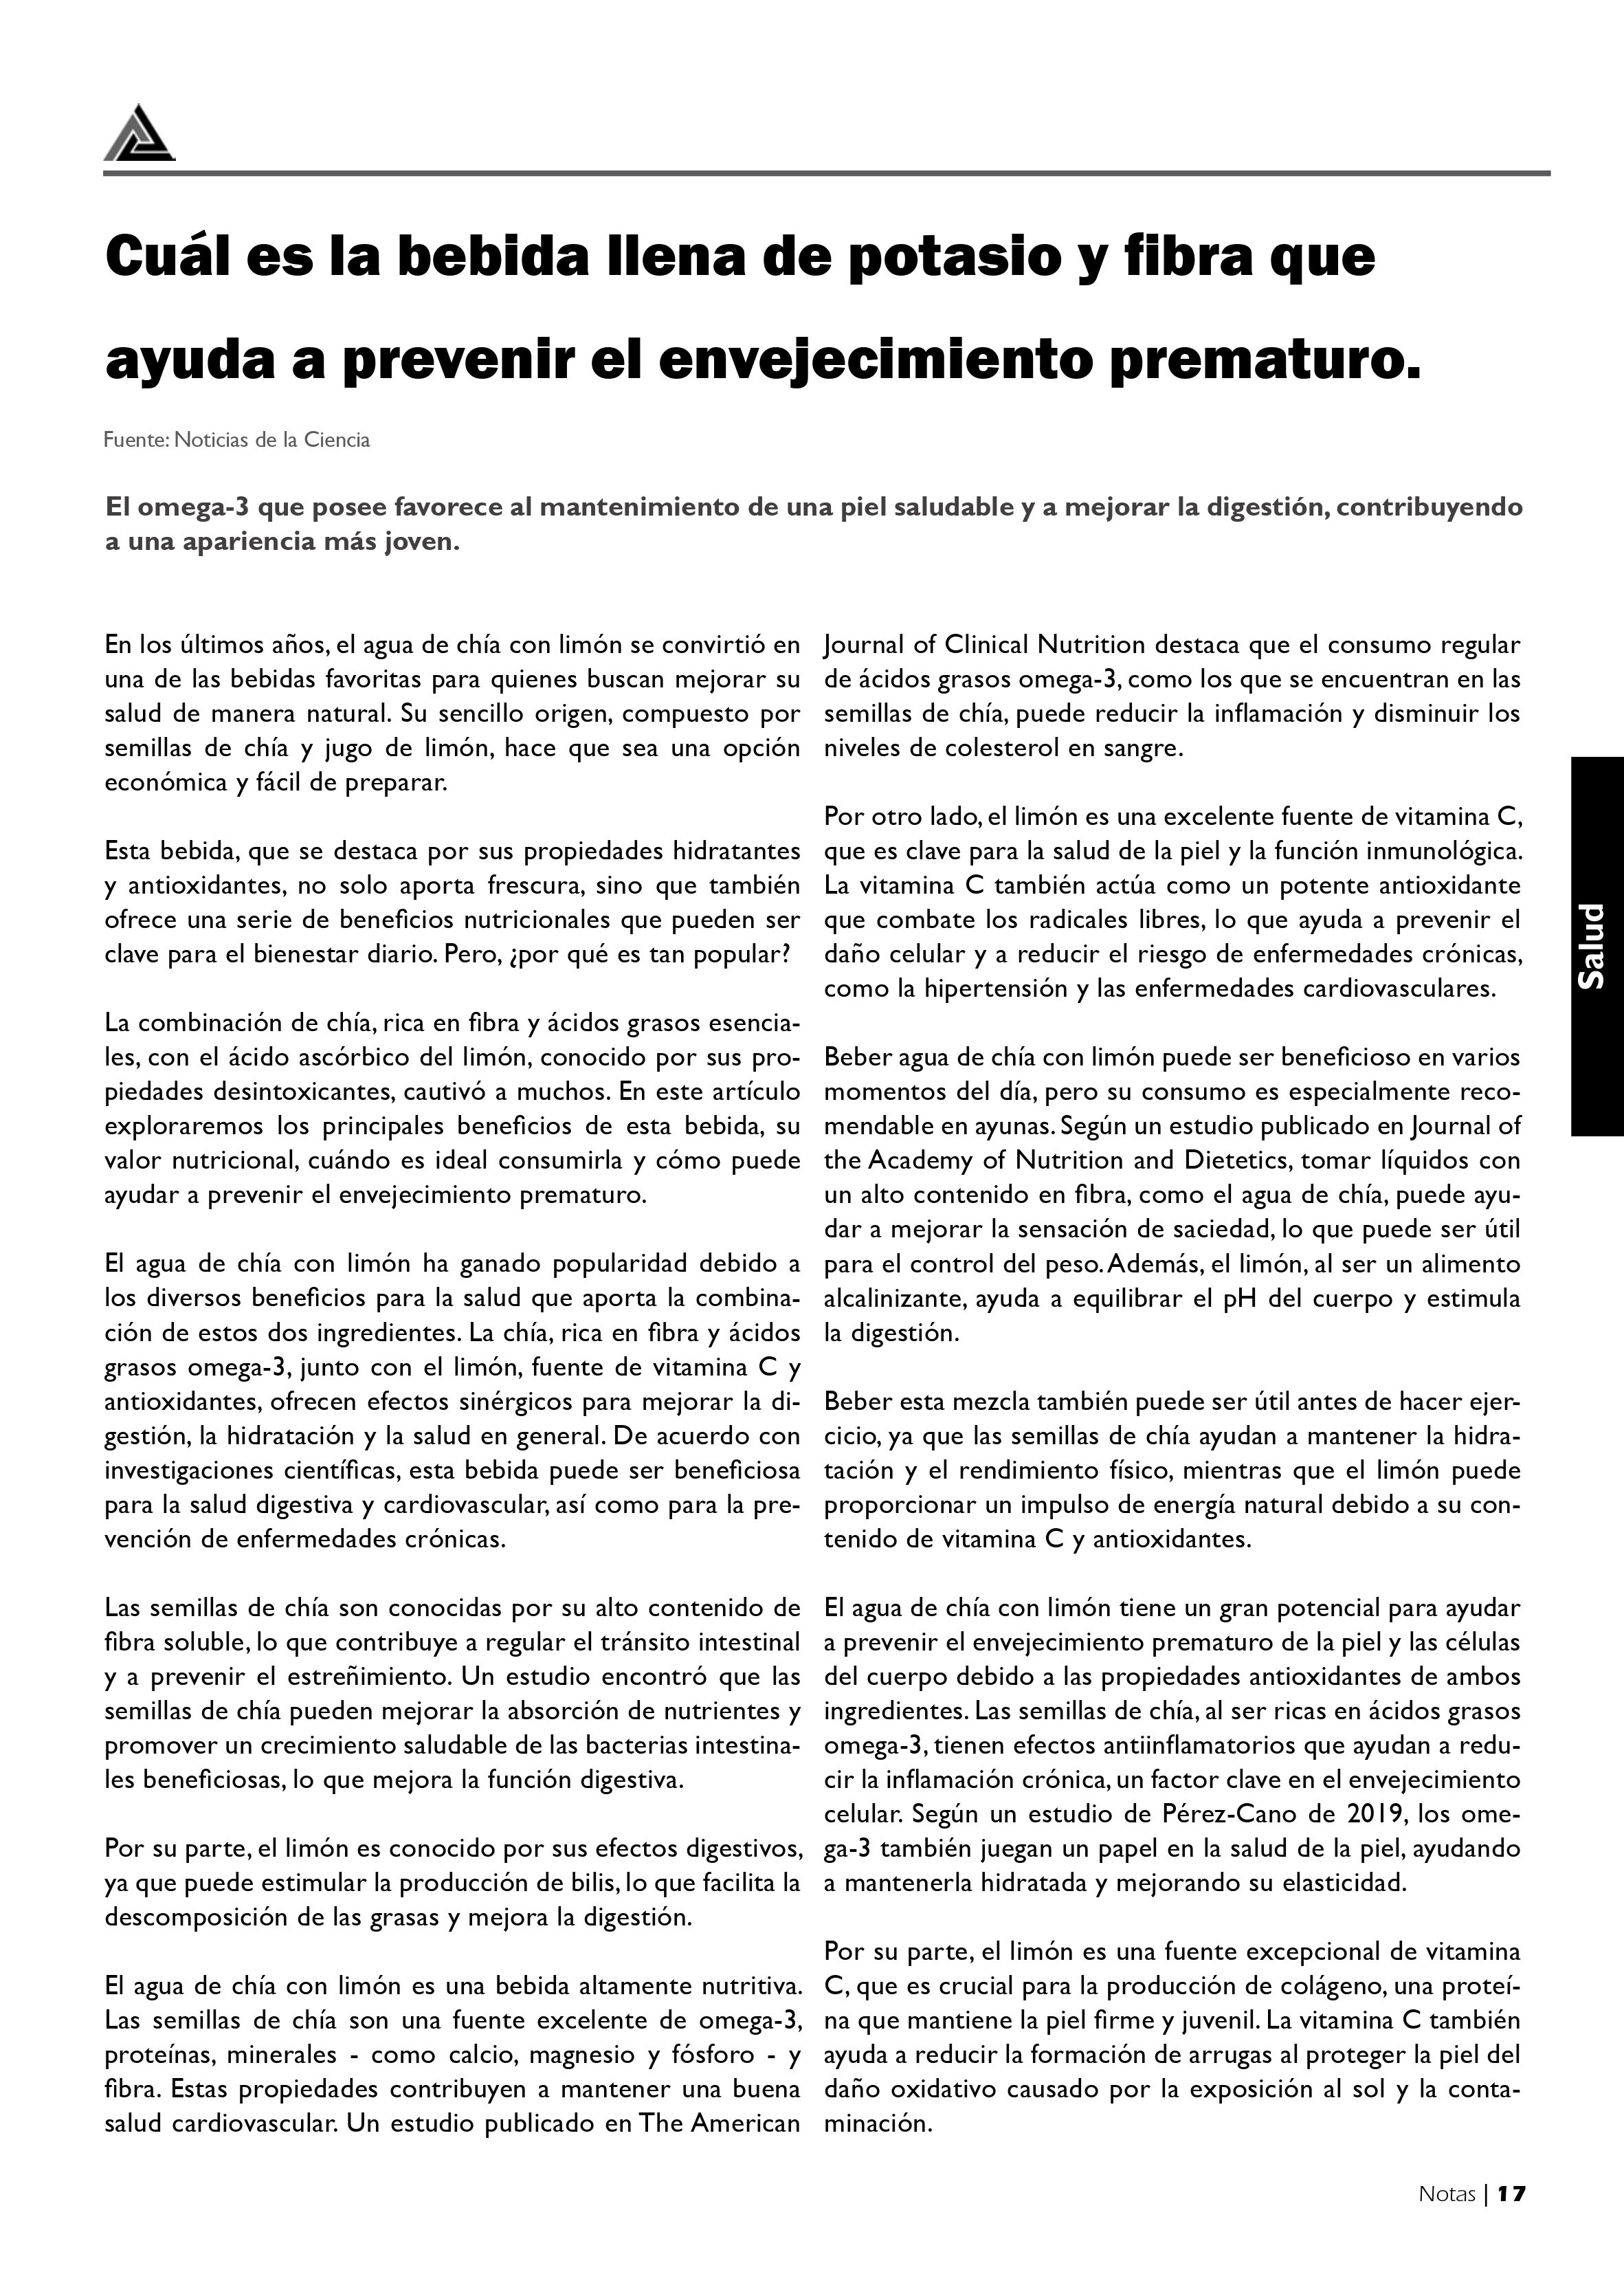 Cuál es la bebida llena de potasio y fibra que
ayuda a prevenir el envejecimiento prematuro.
Fuente: Noticias de la Ciencia
El omega-3 que posee favorece al mantenimiento de una piel saludable y a mejorar la digestión, contribuyendo
a una apariencia más joven.
En los últimos años, el agua de chía con limón se convirtió en
una de las bebidas favoritas para quienes buscan mejorar su
salud de manera natural. Su sencillo origen, compuesto por
semillas de chía y jugo de limón, hace que sea una opción
económica y fácil de preparar.
Esta bebida, que se destaca por sus propiedades hidratantes
y antioxidantes, no solo aporta frescura, sino que también
ofrece una serie de beneficios nutricionales que pueden ser
clave para el bienestar diario. Pero, ¿por qué es tan popular?
La combinación de chía, rica en fibra y ácidos grasos esencia-
les, con el ácido ascórbico del limón, conocido por sus pro-
piedades desintoxicantes, cautivó a muchos. En este artículo
exploraremos los principales beneficios de esta bebida, su
valor nutricional, cuándo es ideal consumirla y cómo puede
ayudar a prevenir el envejecimiento prematuro.
El agua de chía con limón ha ganado popularidad debido a
los diversos beneficios para la salud que aporta la combina-
ción de estos dos ingredientes. La chía, rica en fibra y ácidos
grasos omega-3, junto con el limón, fuente de vitamina C y
antioxidantes, ofrecen efectos sinérgicos para mejorar la di-
gestión, la hidratación y la salud en general. De acuerdo con
investigaciones científicas, esta bebida puede ser beneficiosa
para la salud digestiva y cardiovascular, así como para la pre-
vención de enfermedades crónicas.
Las semillas de chía son conocidas por su alto contenido de
fibra soluble, lo que contribuye a regular el tránsito intestinal
y a prevenir el estreñimiento. Un estudio encontró que las
semillas de chía pueden mejorar la absorción de nutrientes y
promover un crecimiento saludable de las bacterias intestina-
les beneficiosas, lo que mejora la función digestiva.
Por su parte, el limón es conocido por sus efectos digestivos,
ya que puede estimular la producción de bilis, lo que facilita la
descomposición de las grasas y mejora la digestión.
El agua de chía con limón es una bebida altamente nutritiva.
Las semillas de chía son una fuente excelente de omega-3,
proteínas, minerales - como calcio, magnesio y fósforo - y
fibra. Estas propiedades contribuyen a mantener una buena
salud cardiovascular. Un estudio publicado en The American
Journal of Clinical Nutrition destaca que el consumo regular
de ácidos grasos omega-3, como los que se encuentran en las
semillas de chía, puede reducir la inflamación y disminuir los
niveles de colesterol en sangre.
Por otro lado, el limón es una excelente fuente de vitamina C,
que es clave para la salud de la piel y la función inmunológica.
La vitamina C también actúa como un potente antioxidante
que combate los radicales libres, lo que ayuda a prevenir el
daño celular y a reducir el riesgo de enfermedades crónicas,
como la hipertensión y las enfermedades cardiovasculares.
Beber agua de chía con limón puede ser beneficioso en varios
momentos del día, pero su consumo es especialmente reco-
mendable en ayunas. Según un estudio publicado en Journal of
the Academy of Nutrition and Dietetics, tomar líquidos con
un alto contenido en fibra, como el agua de chía, puede ayu-
dar a mejorar la sensación de saciedad, lo que puede ser útil
para el control del peso. Además, el limón, al ser un alimento
alcalinizante, ayuda a equilibrar el pH del cuerpo y estimula
la digestión.
Beber esta mezcla también puede ser útil antes de hacer ejer-
cicio, ya que las semillas de chía ayudan a mantener la hidra-
tación y el rendimiento físico, mientras que el limón puede
proporcionar un impulso de energía natural debido a su con-
tenido de vitamina C y antioxidantes.
El agua de chía con limón tiene un gran potencial para ayudar
a prevenir el envejecimiento prematuro de la piel y las células
del cuerpo debido a las propiedades antioxidantes de ambos
ingredientes. Las semillas de chía, al ser ricas en ácidos grasos
omega-3, tienen efectos antiinflamatorios que ayudan a redu-
cir la inflamación crónica, un factor clave en el envejecimiento
celular. Según un estudio de Pérez-Cano de 2019, los ome-
ga-3 también juegan un papel en la salud de la piel, ayudando
a mantenerla hidratada y mejorando su elasticidad.
Por su parte, el limón es una fuente excepcional de vitamina
C, que es crucial para la producción de colágeno, una proteí-
na que mantiene la piel firme y juvenil. La vitamina C también
ayuda a reducir la formación de arrugas al proteger la piel del
daño oxidativo causado por la exposición al sol y la conta-
minación.
Salud
Notas | 17